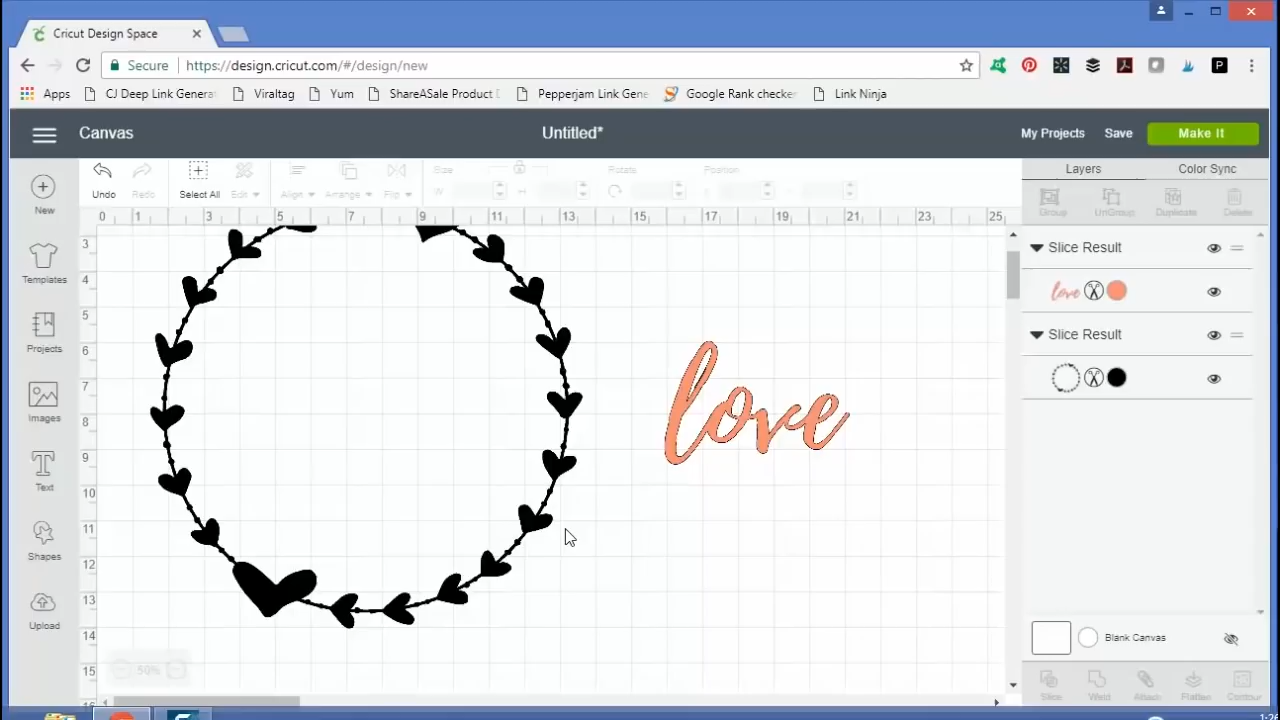 Cricut Design Space
Secure https://design.cricut.com/#/design/new
Apps CJ Deep Link Genera Viraltag Yum ShareASale Product Pepperjam Link Gene Google Rank checke Link Ninja
Canvas Untitled* My Projects Save Make It
Undo Redo Select All Edit Align Arrange Flip Size W H Rotate Position
Layers Color Sync
Group UnGroup Duplicate Delete
0 1 3 5 7 9 11 13 15 17 19 21 23 25
New
Templates
Projects
Images
Text
Shapes
Upload
3
4
5
6
7
8
9
10
11
12
13
14
15
love
50%
Slice Result
love
Slice Result
Blank Canvas
Slice Weld Attach Flatten Contour